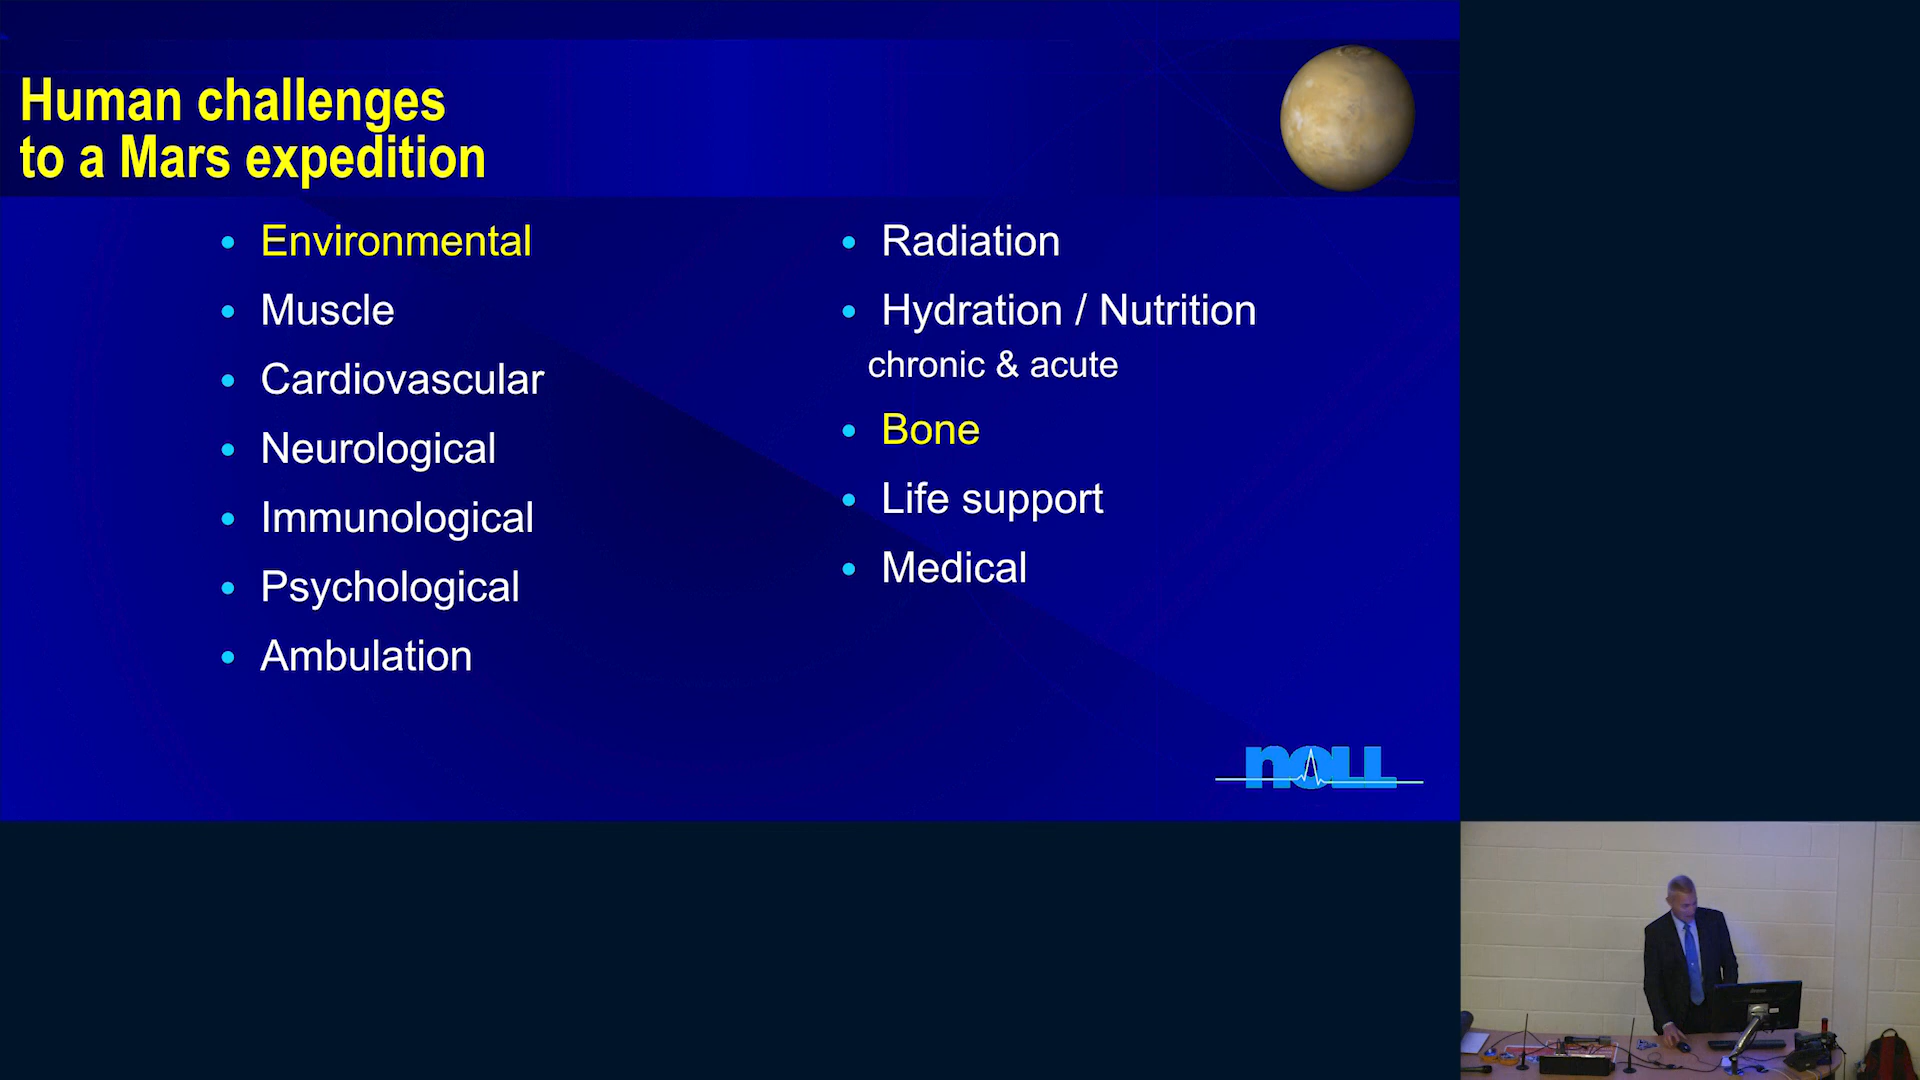 Human challenges
to a Mars expedition
• Environmental
• Muscle
• Cardiovascular
• Neurological
• Immunological
• Psychological
• Ambulation
• Radiation
• Hydration / Nutrition
chronic & acute
• Bone
• Life support
• Medical
noll